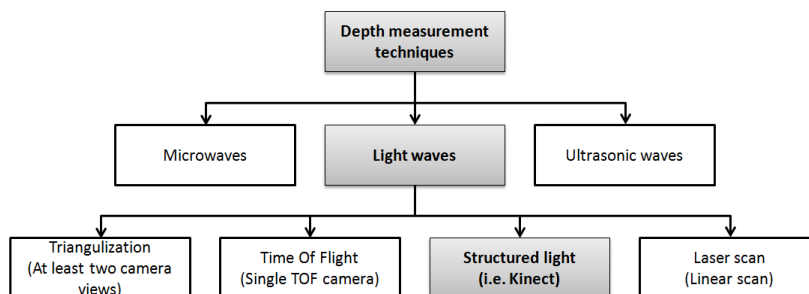 Depth measurement
techniques
Microwaves
Light waves
Ultrasonic waves
Triangulization
(At least two camera
views)
Time Of Flight
(Single TOF camera)
Structured light
(i.e. Kinect)
Laser scan
(Linear scan)